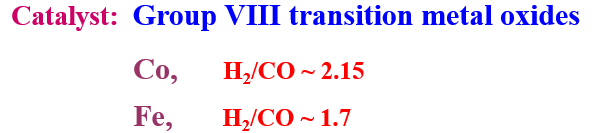 Catalyst: Group VIII transition metal oxides
Co, H₂/CO ~ 2.15
Fe, H₂/CO ~ 1.7